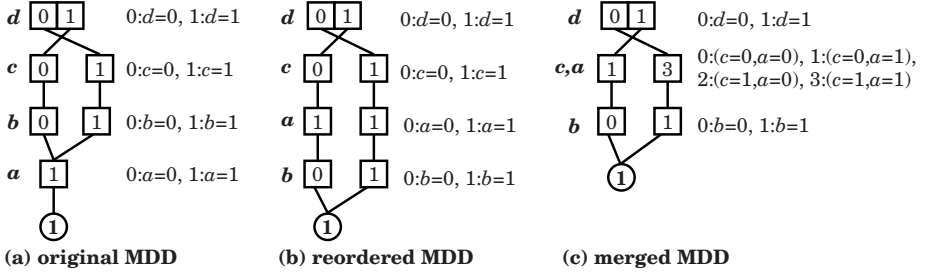 d 0 1 0:d=0, 1:d=1
c 0 1 0:c=0, 1:c=1
b 0 1 0:b=0, 1:b=1
a 1 0:a=0, 1:a=1
1
(a) original MDD
d 0 1 0:d=0, 1:d=1
c 0 1 0:c=0, 1:c=1
a 1 1 0:a=0, 1:a=1
b 0 1 0:b=0, 1:b=1
1
(b) reordered MDD
d 0 1 0:d=0, 1:d=1
c,a 1 3 0:(c=0,a=0), 1:(c=0,a=1),
2:(c=1,a=0), 3:(c=1,a=1)
b 0 1 0:b=0, 1:b=1
1
(c) merged MDD